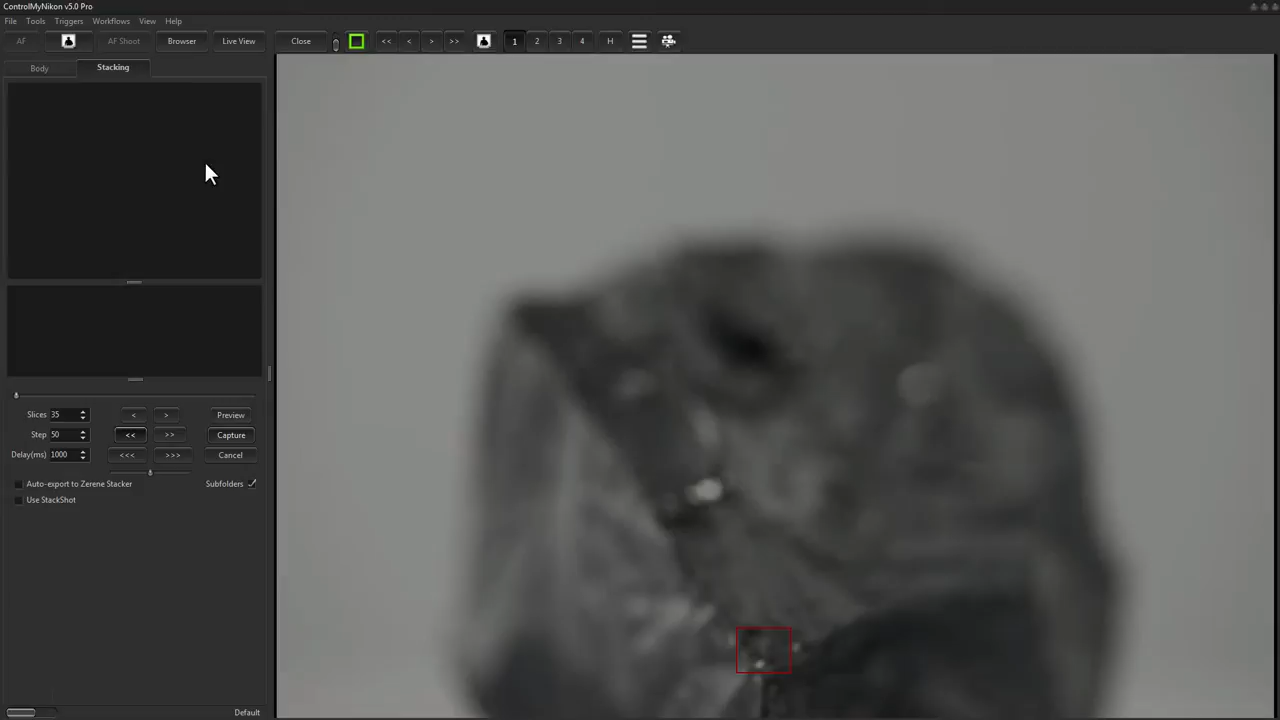 ControlMyNikon v5.0 Pro
File Tools Triggers Workflows View Help
AF AF Shoot Browser Live View Close << < > >> 1 2 3 4 H
Body Stacking
Slices 35 < > Preview
Step 50 << >> Capture
Delay(ms) 1000 <<< >>> Cancel
Auto-export to Zerene Stacker Subfolders
Use StackShot
Default